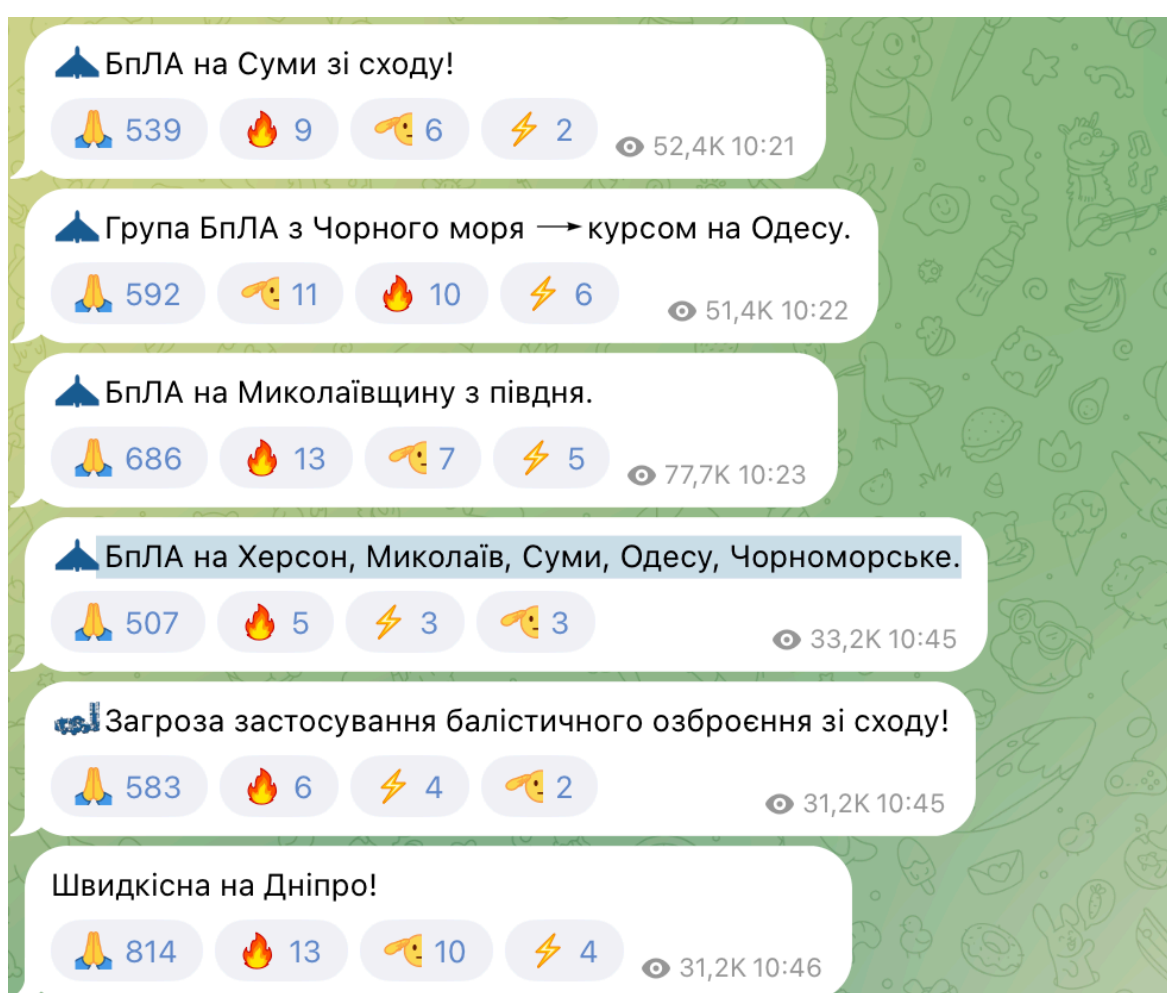 БпЛА на Суми зі сходу!
539 9 6 2 52,4K 10:21
Група БпЛА з Чорного моря → курсом на Одесу.
592 11 10 6 51,4K 10:22
БпЛА на Миколаївщину з півдня.
686 13 7 5 77,7K 10:23
БпЛА на Херсон, Миколаїв, Суми, Одесу, Чорноморське.
507 5 3 3 33,2K 10:45
Загроза застосування балістичного озброєння зі сходу!
583 6 4 2 31,2K 10:45
Швидкісна на Дніпро!
814 13 10 4 31,2K 10:46